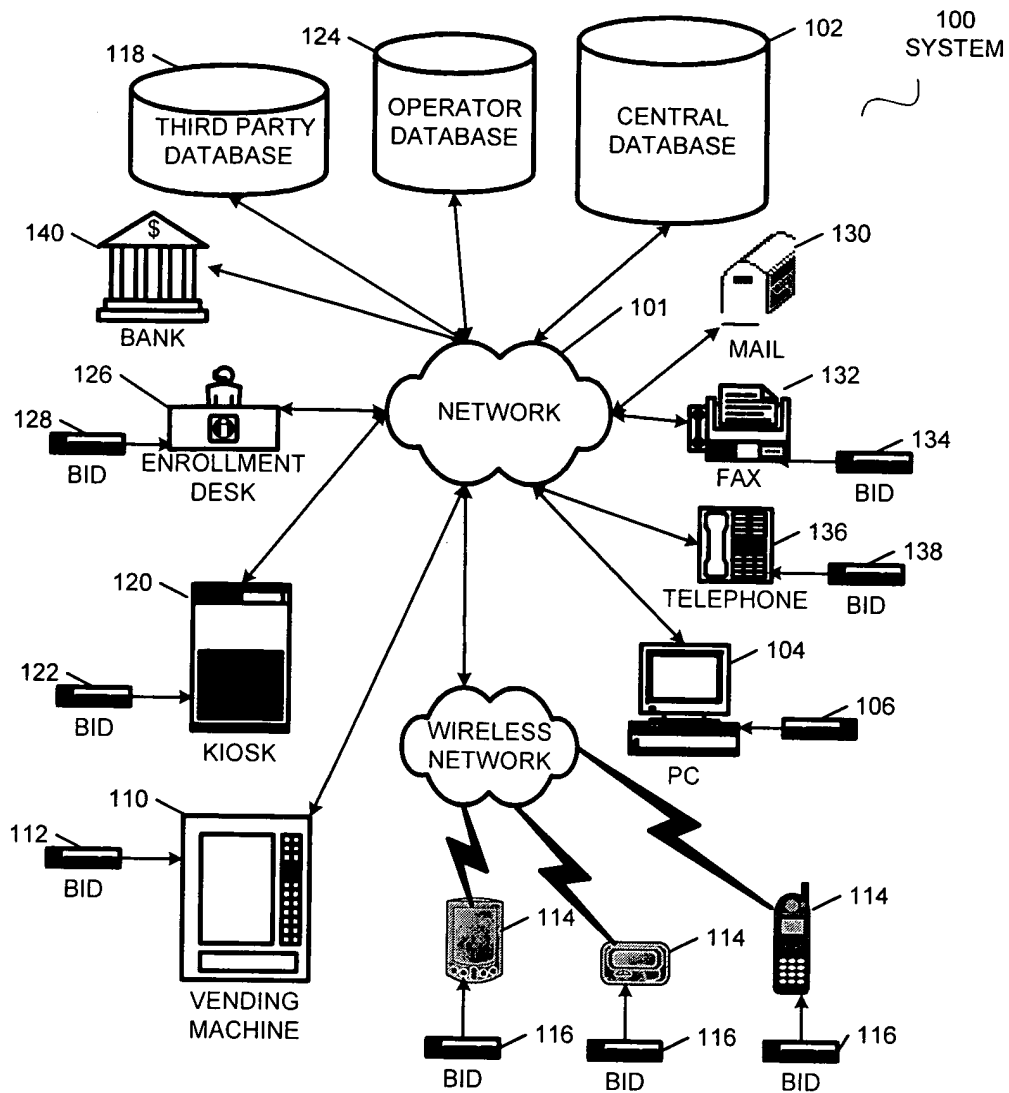 100
SYSTEM
118
THIRD PARTY
DATABASE
124
OPERATOR
DATABASE
102
CENTRAL
DATABASE
140
$
BANK
130
MAIL
101
NETWORK
126
128
BID
ENROLLMENT
DESK
132
FAX
134
BID
136
TELEPHONE
138
BID
120
122
BID
KIOSK
104
PC
106
WIRELESS
NETWORK
110
112
BID
VENDING
MACHINE
114
114
114
116
BID
116
BID
116
BID